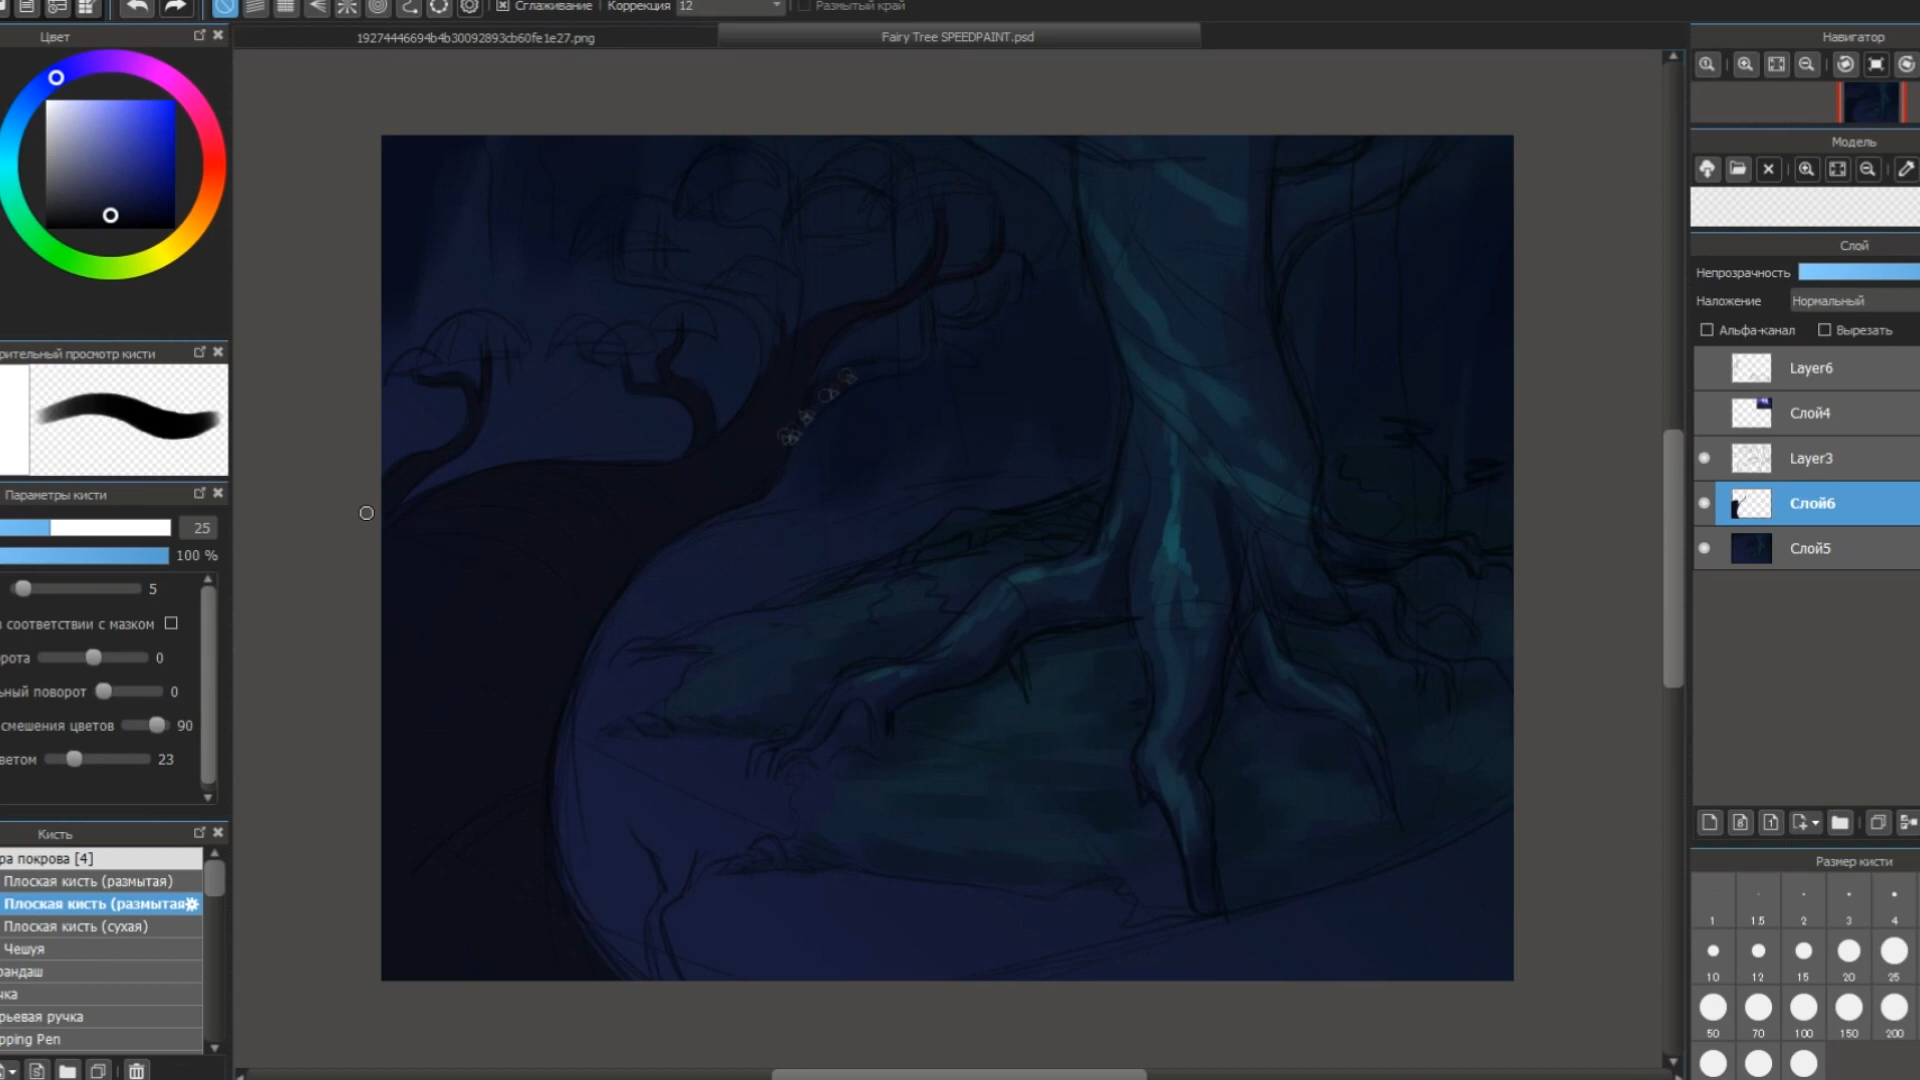 Сглаживание
Коррекция 12
Размытый край
Цвет
19274446694b4b30092893cb60fe1e27.png
Fairy Tree SPEEDPAINT.psd
Навигатор
Модель
Слой
Непрозрачность
Наложение Нормальный
Альфа-канал Вырезать
Layer6
Слой4
Layer3
Слой6
Слой5
рительный просмотр кисти
Параметры кисти
25
100 %
5
в соответствии с мазком
рота 0
ьный поворот 0
смешения цветов 90
ветом 23
Кисть
ра покрова [4]
Плоская кисть (размытая)
Плоская кисть (размытая
Плоская кисть (сухая)
Чешуя
рандаш
чка
рьевая ручка
pping Pen
Размер кисти
1 1.5 2 3 4
10 12 15 20 25
50 70 100 150 200